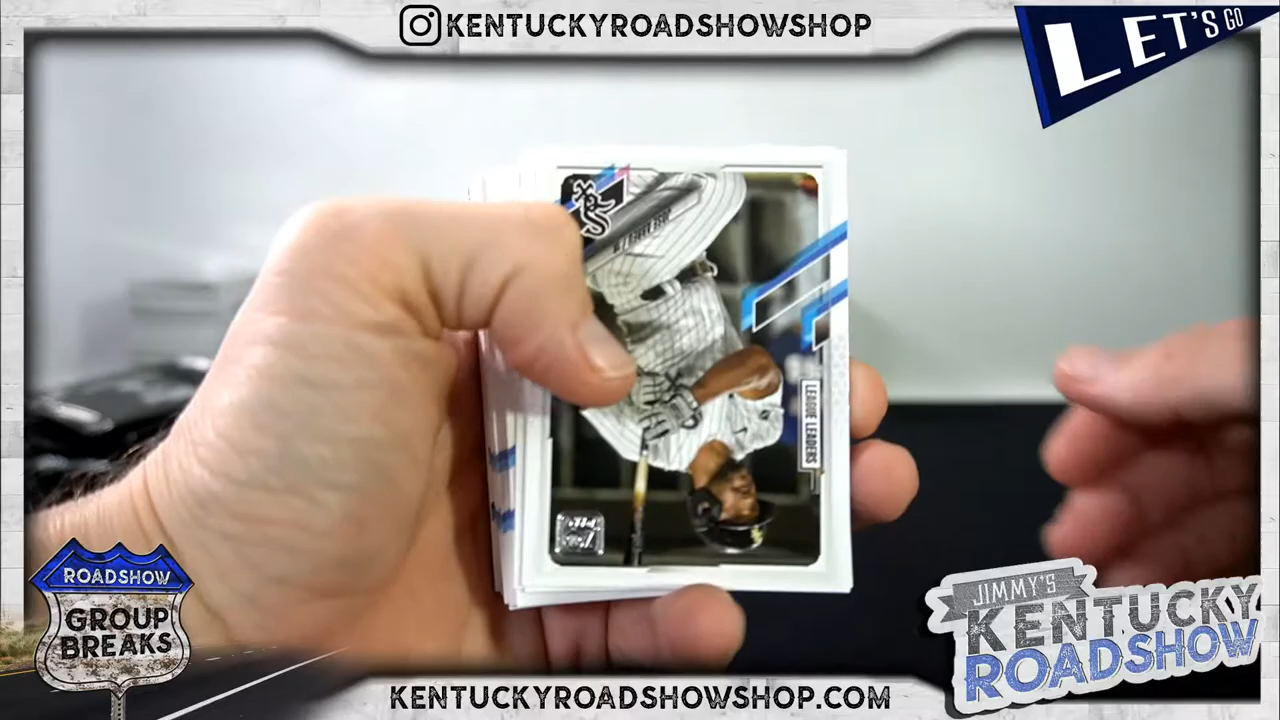 KENTUCKYROADSHOWSHOP
LET'S GO
LEAGUE LEADERS
ROADSHOW
GROUP
BREAKS
JIMMY'S
KENTUCKY
ROADSHOW
KENTUCKYROADSHOWSHOP.COM